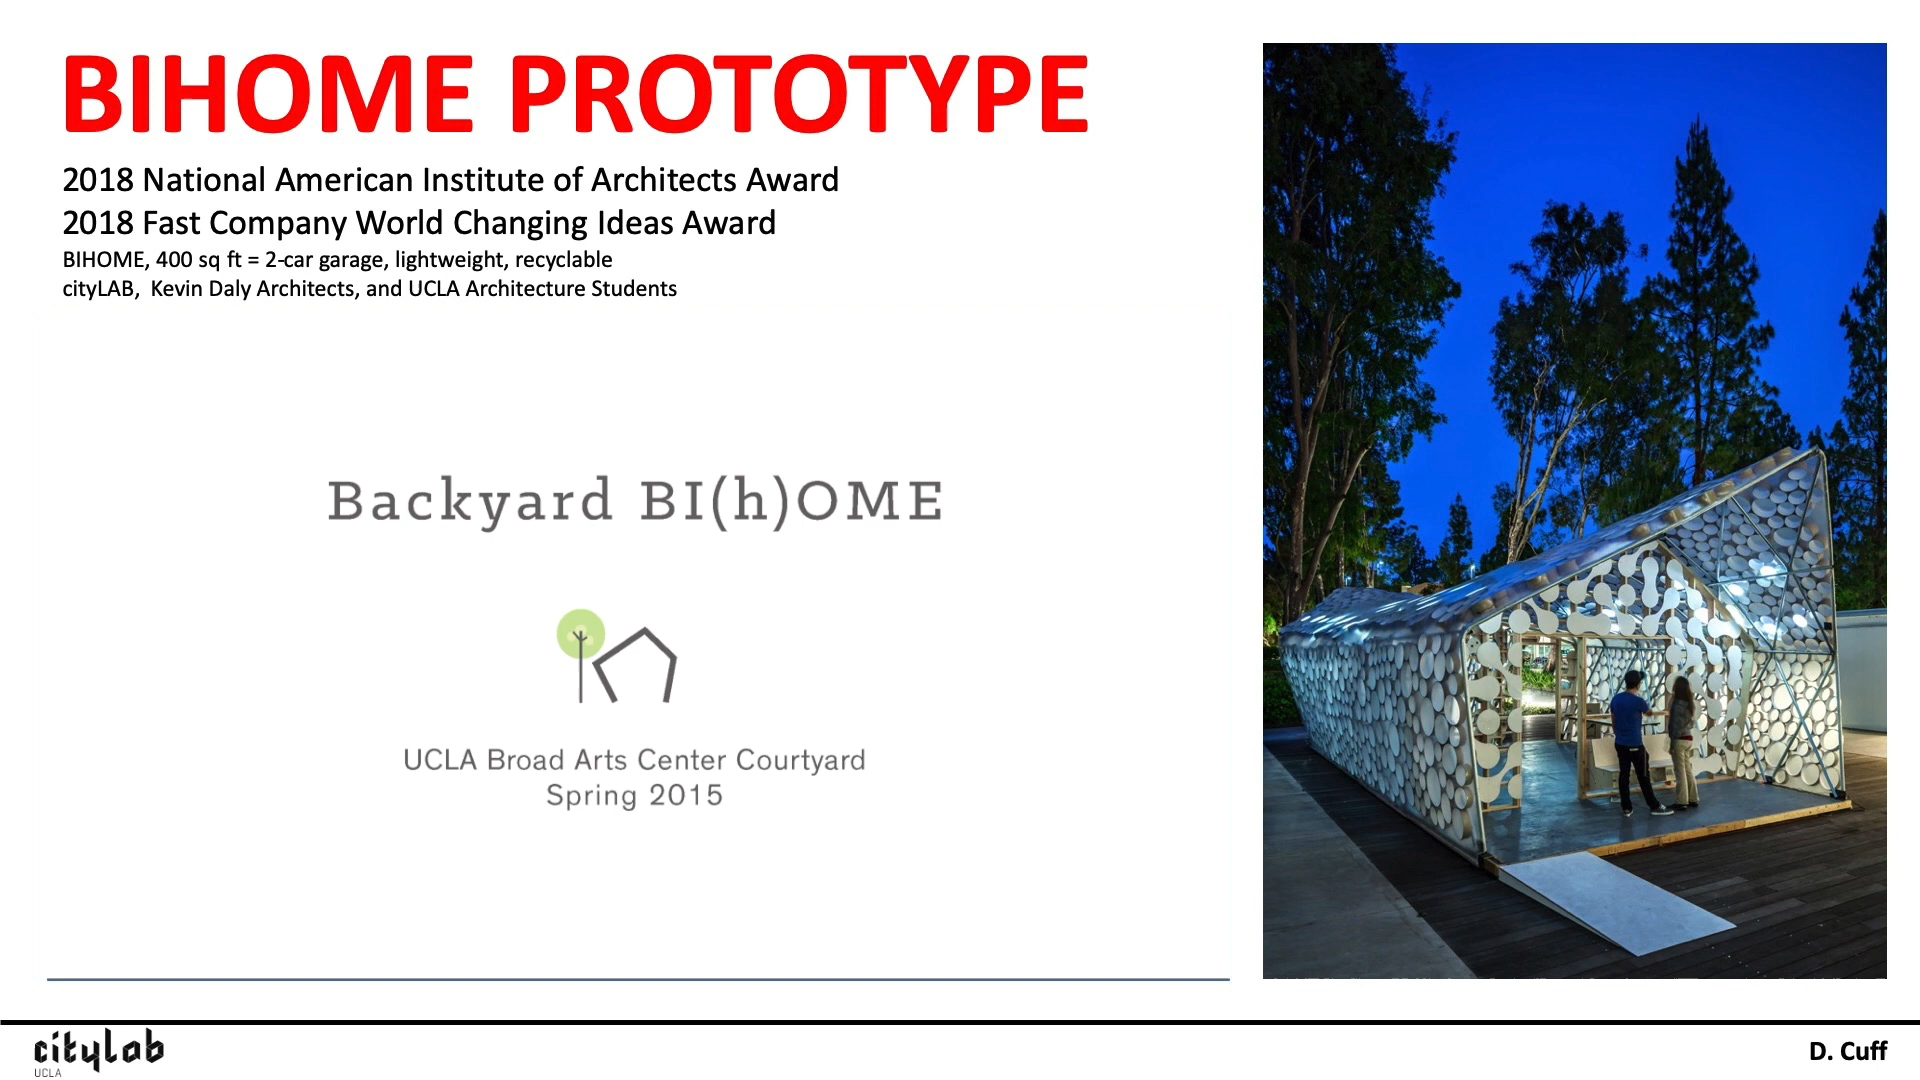 BIHOME PROTOTYPE
2018 National American Institute of Architects Award
2018 Fast Company World Changing Ideas Award
BIHOME, 400 sq ft = 2-car garage, lightweight, recyclable
cityLAB,  Kevin Daly Architects, and UCLA Architecture Students
Backyard BI(h)OME
UCLA Broad Arts Center Courtyard
Spring 2015
citylab
UCLA
D. Cuff